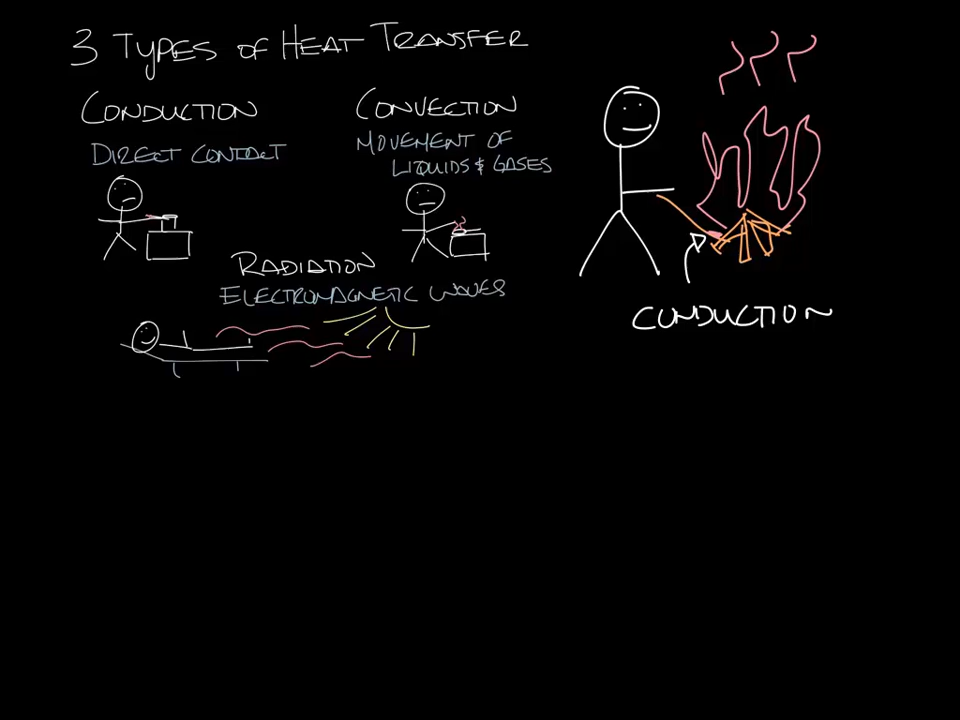 3 TYPES OF HEAT TRANSFER
CONDUCTION
DIRECT CONTACT
CONVECTION
MOVEMENT OF
LIQUIDS & GASES
RADIATION
ELECTROMAGNETIC WAVES
CONDUCTION